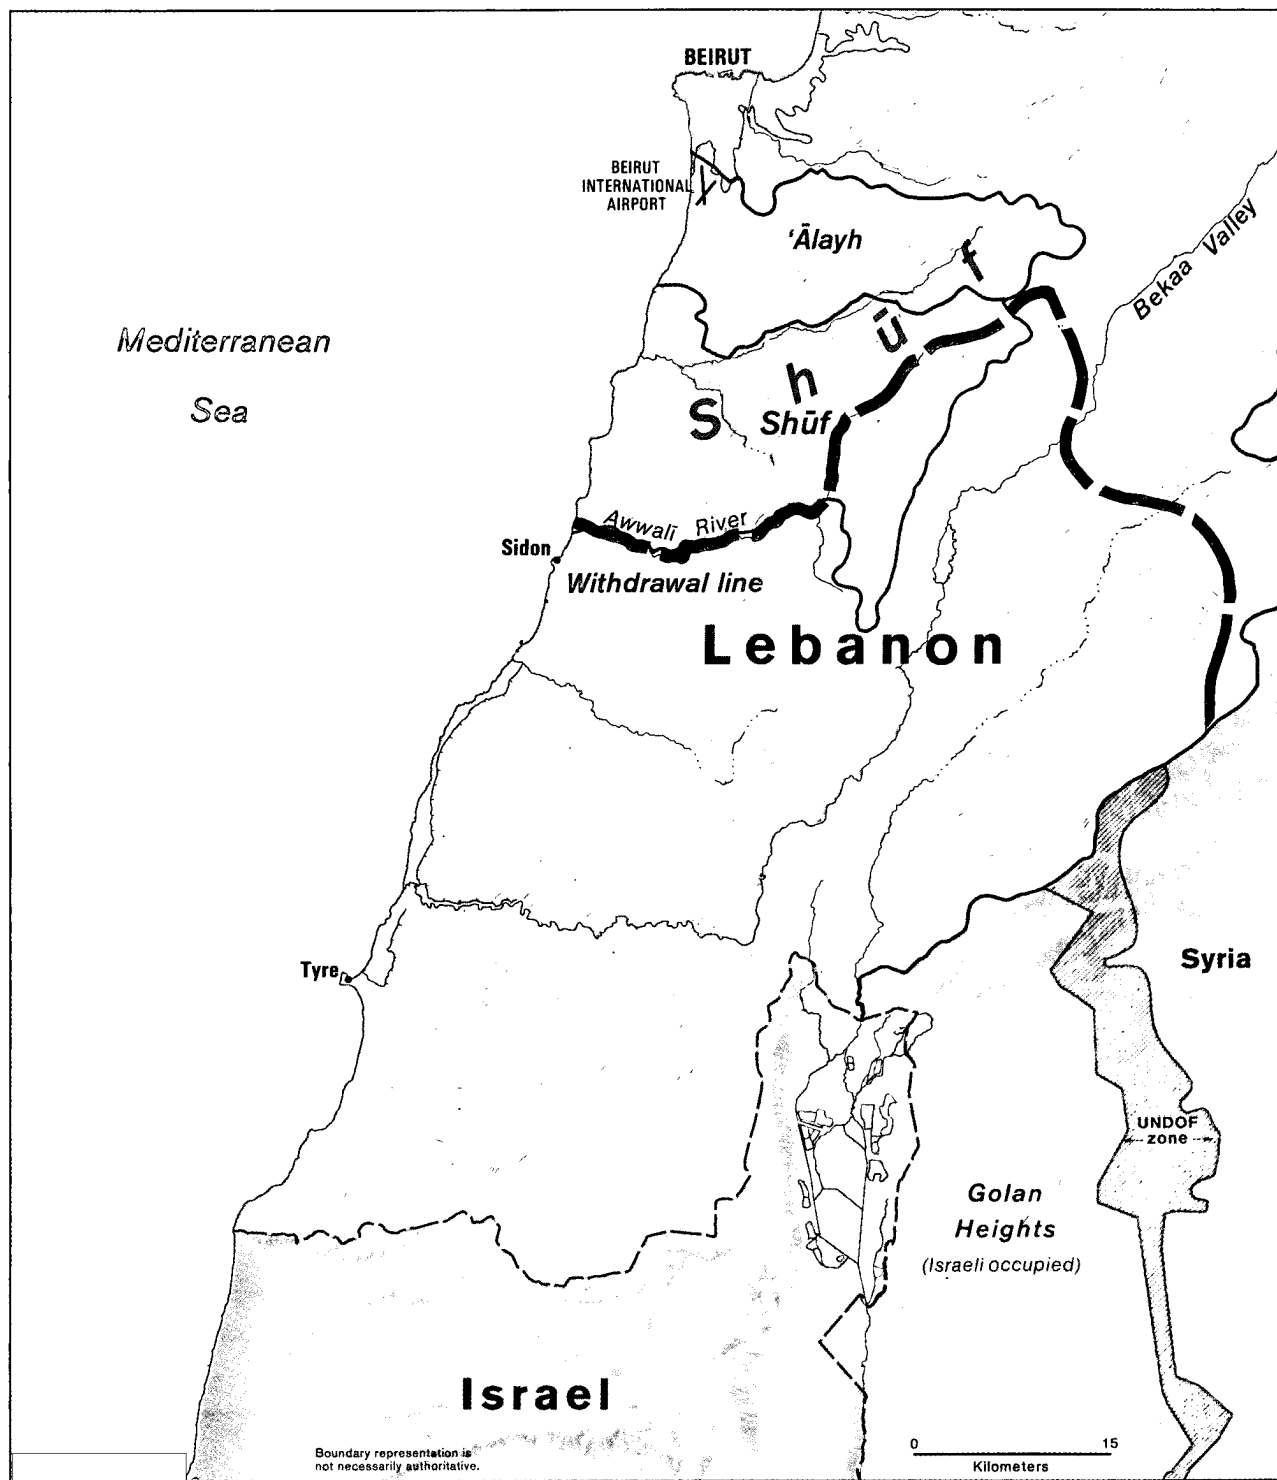 BEIRUT
BEIRUT
INTERNATIONAL
AIRPORT
‘Ālayh
Bekaa Valley
Mediterranean
Sea
Shūf
Shūf
Awwalī River
Sidon
Withdrawal line
Lebanon
Tyre
Syria
UNDOF
zone
Golan
Heights
(Israeli occupied)
Israel
Boundary representation is
not necessarily authoritative.
0 15
Kilometers